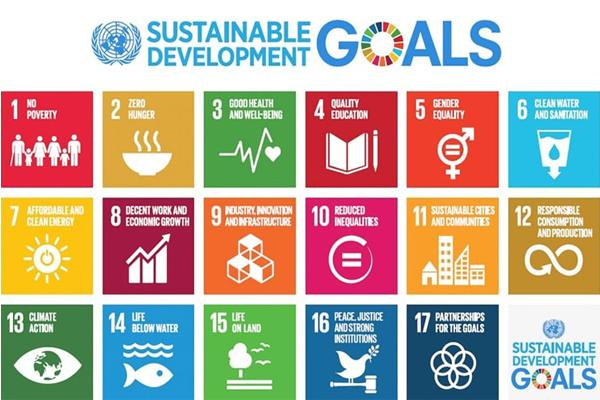 SUSTAINABLE
DEVELOPMENT
GOALS
1 NO
POVERTY
2 ZERO
HUNGER
3 GOOD HEALTH
AND WELL-BEING
4 QUALITY
EDUCATION
5 GENDER
EQUALITY
6 CLEAN WATER
AND SANITATION
7 AFFORDABLE AND
CLEAN ENERGY
8 DECENT WORK AND
ECONOMIC GROWTH
9 INDUSTRY, INNOVATION
AND INFRASTRUCTURE
10 REDUCED
INEQUALITIES
11 SUSTAINABLE CITIES
AND COMMUNITIES
12 RESPONSIBLE
CONSUMPTION
AND PRODUCTION
13 CLIMATE
ACTION
14 LIFE
BELOW WATER
15 LIFE
ON LAND
16 PEACE, JUSTICE
AND STRONG
INSTITUTIONS
17 PARTNERSHIPS
FOR THE GOALS
SUSTAINABLE
DEVELOPMENT
GOALS